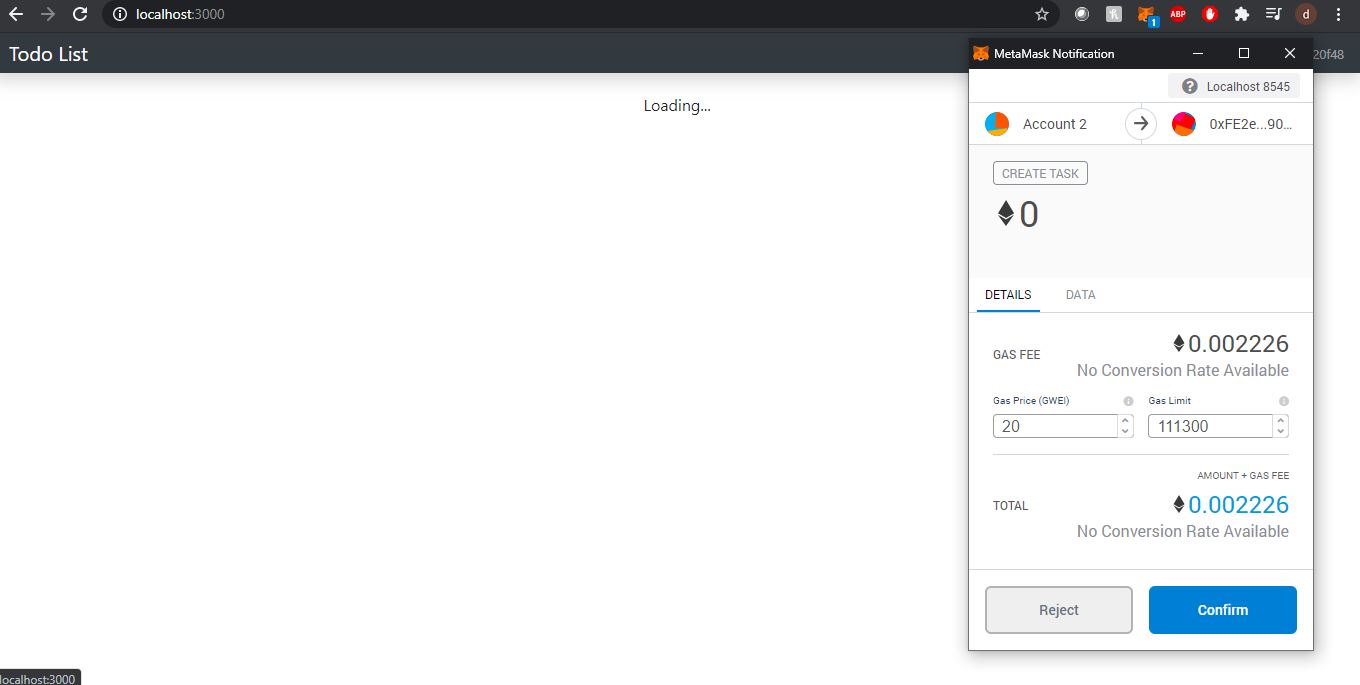 localhost:3000
ABP
1
d
Todo List
20f48
Loading...
MetaMask Notification
Localhost 8545
Account 2
0xFE2e...90...
CREATE TASK
0
DETAILS
DATA
GAS FEE
0.002226
No Conversion Rate Available
Gas Price (GWEI)
Gas Limit
20
111300
AMOUNT + GAS FEE
TOTAL
0.002226
No Conversion Rate Available
Reject
Confirm
localhost:3000